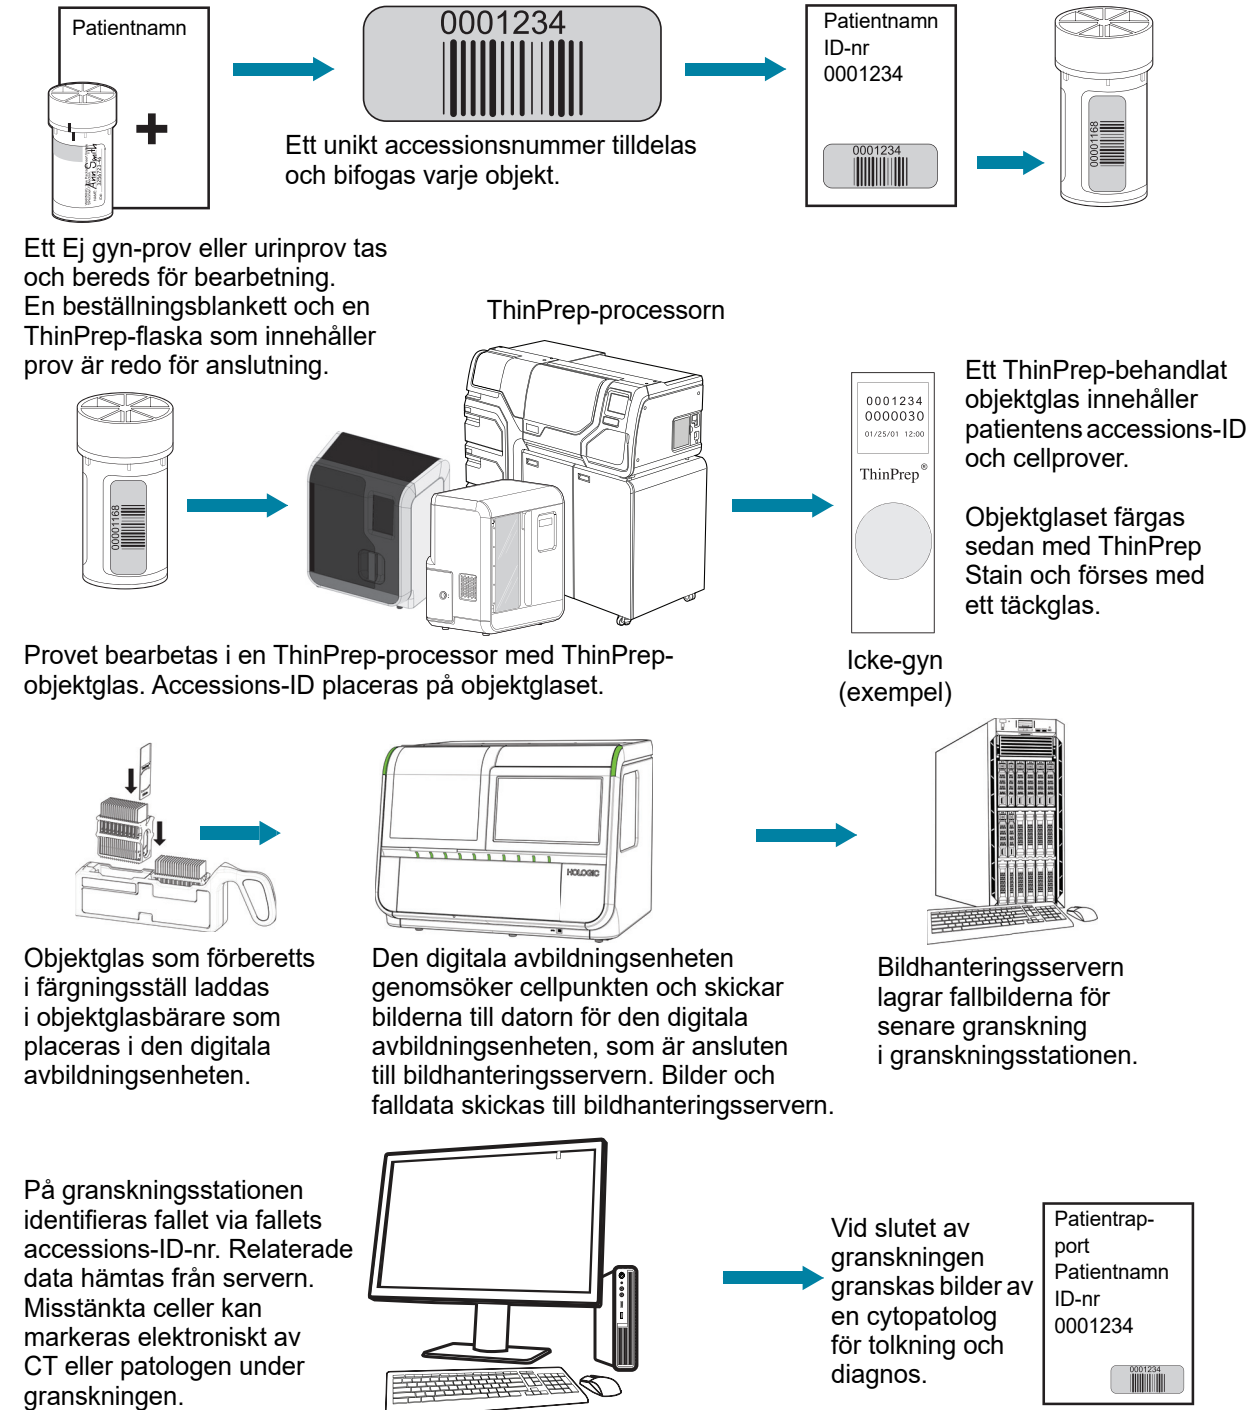 Patientnamn
0001234
Ett unikt accessionsnummer tilldelas
och bifogas varje objekt.
Patientnamn
ID-nr
0001234
0001234
00001168
Ett Ej gyn-prov eller urinprov tas
och bereds för bearbetning.
En beställningsblankett och en
ThinPrep-flaska som innehåller
prov är redo för anslutning.
ThinPrep-processorn
00001168
0001234
0000030
01/25/01 12:00
ThinPrep®
Ett ThinPrep-behandlat
objektglas innehåller
patientens accessions-ID
och cellprover.
Objektglaset färgas
sedan med ThinPrep
Stain och förses med
ett täckglas.
Provet bearbetas i en ThinPrep-processor med ThinPrep-
objektglas. Accessions-ID placeras på objektglaset.
Icke-gyn
(exempel)
HOLOGIC
Objektglas som förberetts
i färgningsställ laddas
i objektglasbärare som
placeras i den digitala
avbildningsenheten.
Den digitala avbildningsenheten
genomsöker cellpunkten och skickar
bilderna till datorn för den digitala
avbildningsenheten, som är ansluten
till bildhanteringsservern. Bilder och
falldata skickas till bildhanteringsservern.
Bildhanteringsservern
lagrar fallbilderna för
senare granskning
i granskningsstationen.
På granskningsstationen
identifieras fallet via fallets
accessions-ID-nr. Relaterade
data hämtas från servern.
Misstänkta celler kan
markeras elektroniskt av
CT eller patologen under
granskningen.
Vid slutet av
granskningen
granskas bilder av
en cytopatolog
för tolkning och
diagnos.
Patientrap-
port
Patientnamn
ID-nr
0001234
0001234